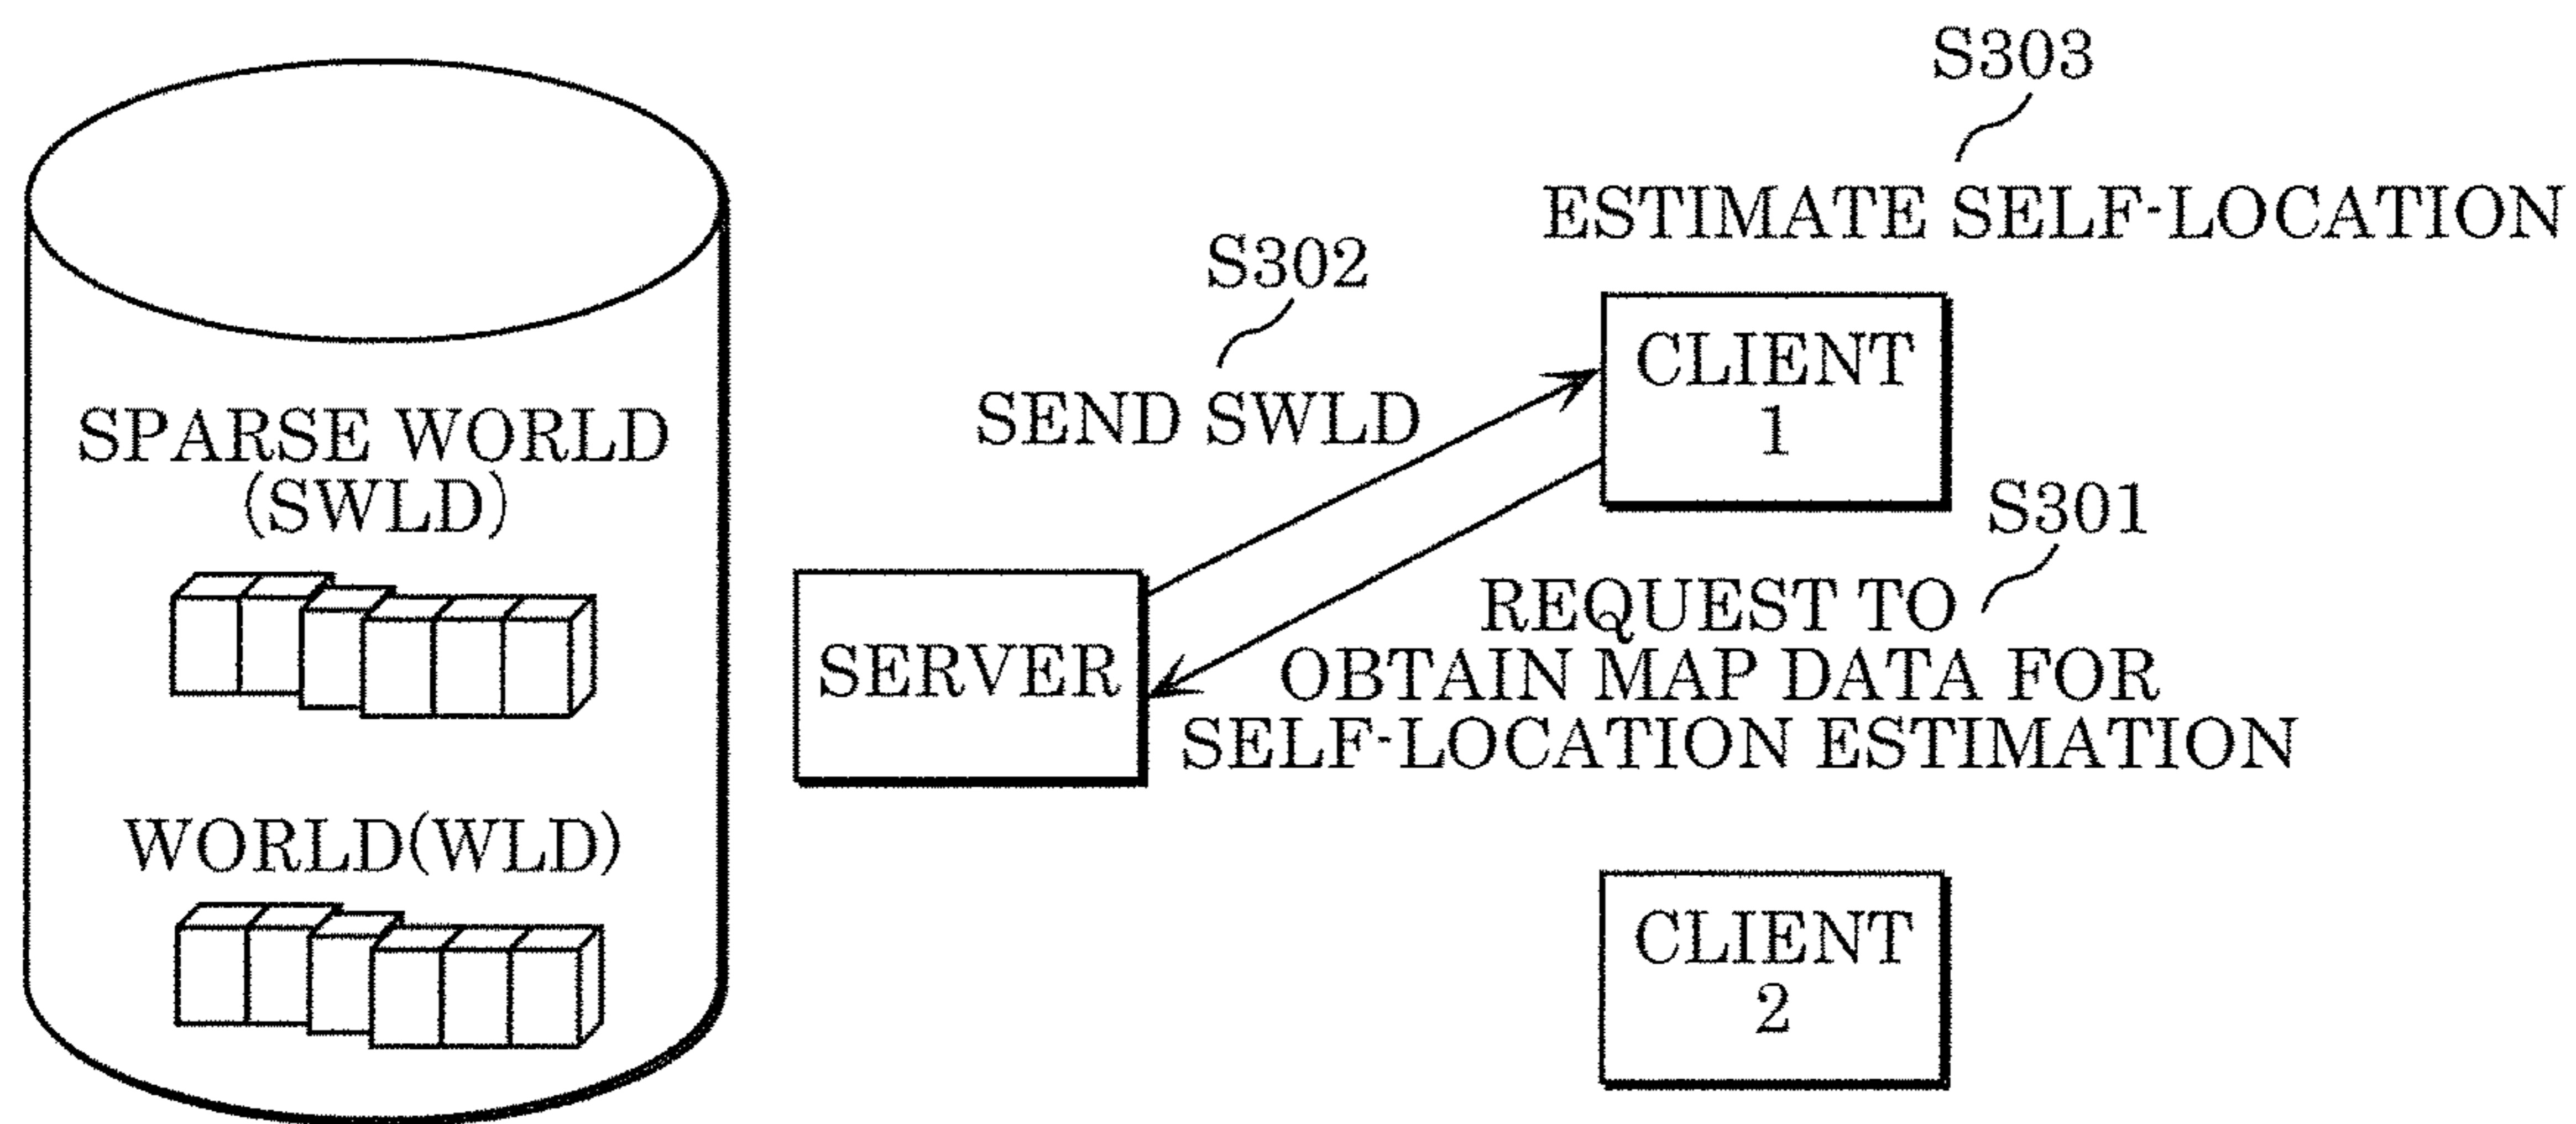 S303
ESTIMATE SELF-LOCATION
S302
SEND SWLD
CLIENT
1
SPARSE WORLD
(SWLD)
S301
REQUEST TO
OBTAIN MAP DATA FOR
SELF-LOCATION ESTIMATION
SERVER
WORLD(WLD)
CLIENT
2